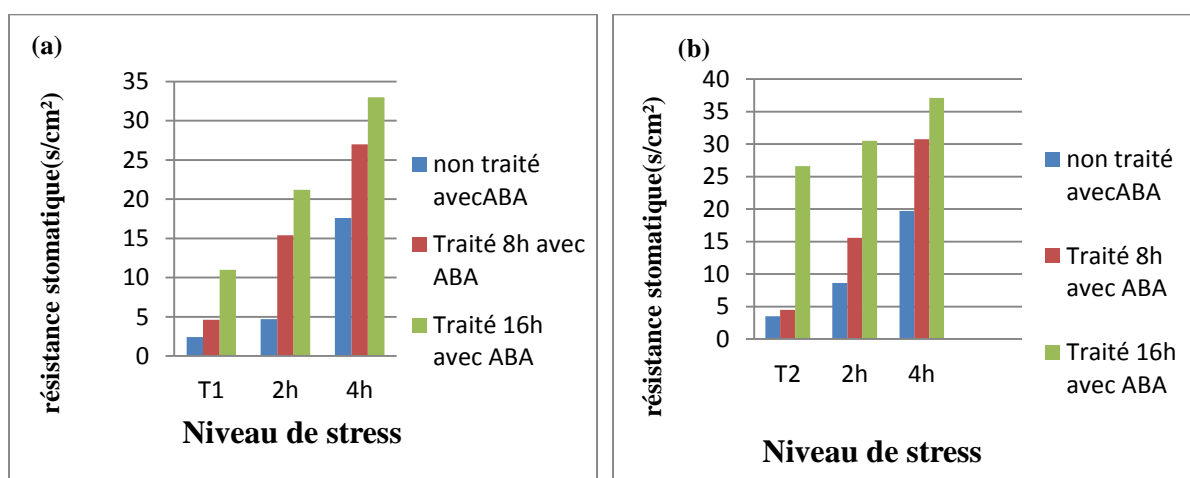 (a)
résistance stomatique(s/cm²)
35
30
25
20
15
10
5
0
T1 2h 4h
Niveau de stress
non traité
avecABA
Traité 8h avec
ABA
Traité 16h
avec ABA
(b)
résistance stomatique(s/cm²)
40
35
30
25
20
15
10
5
0
T2 2h 4h
Niveau de stress
non traité
avecABA
Traité 8h
avec ABA
Traité 16h
avec ABA